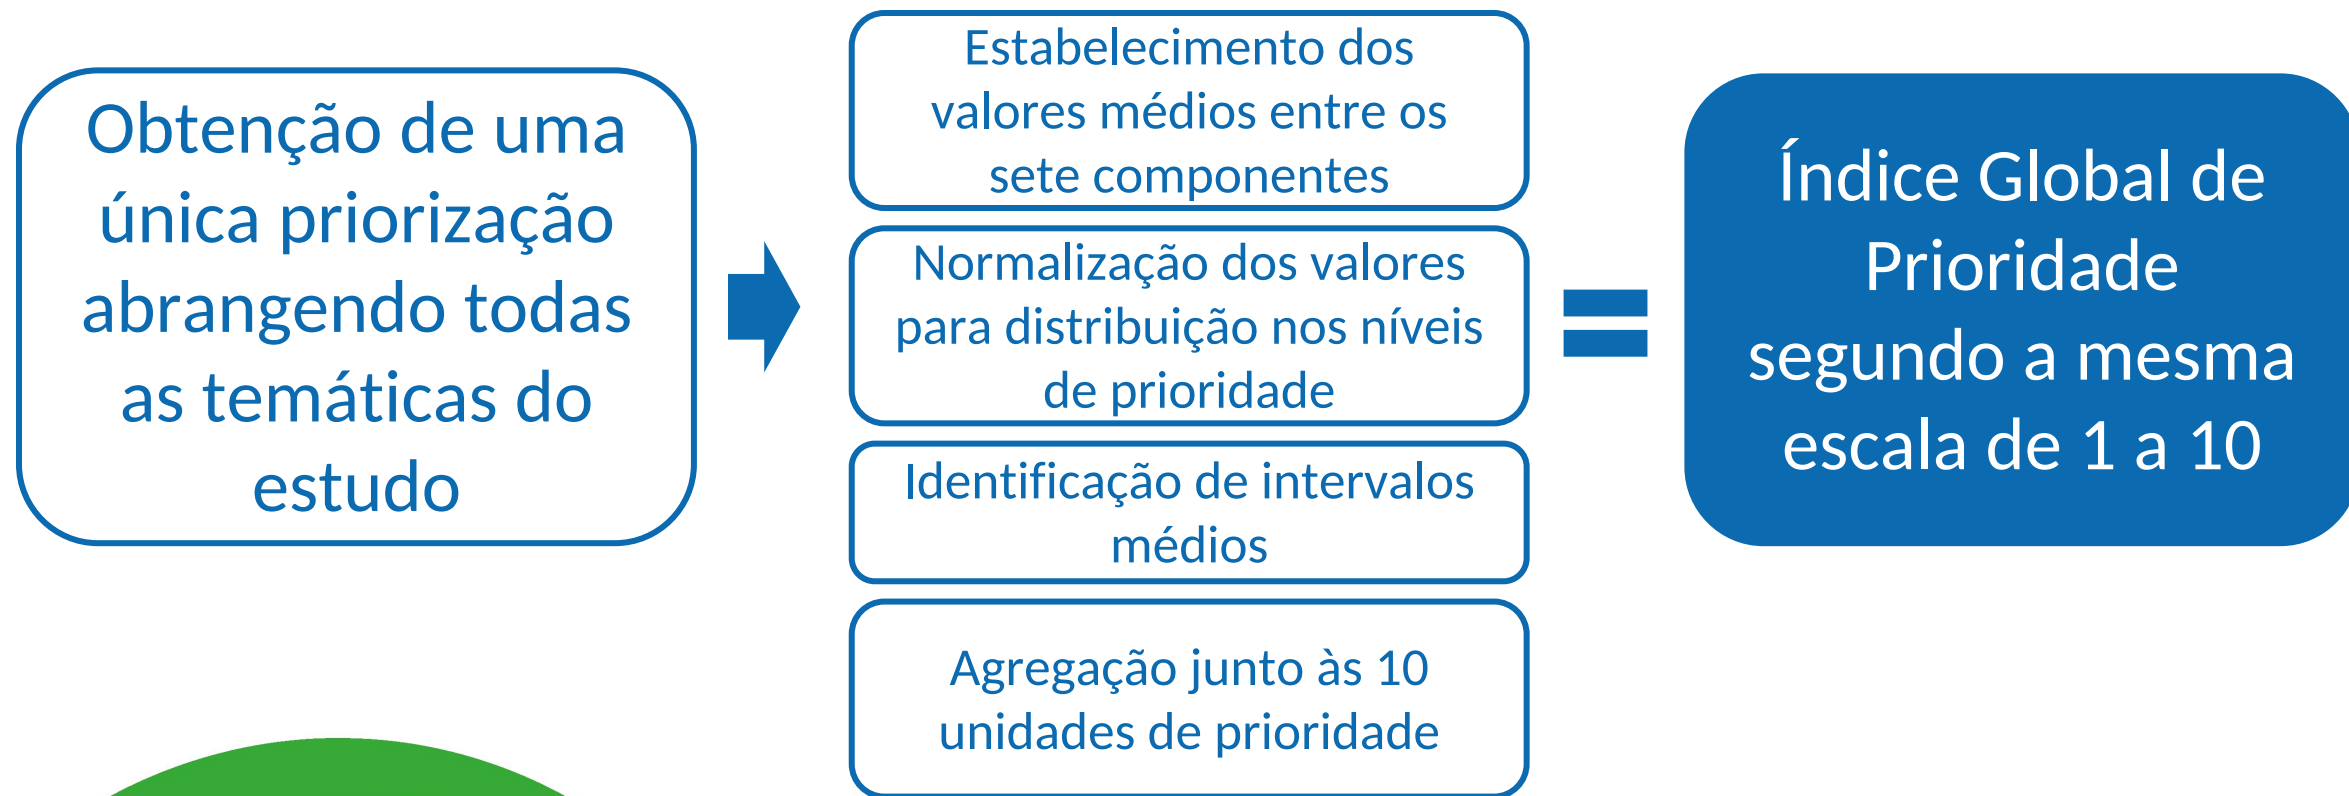 Obtenção de uma
única priorização
abrangendo todas
as temáticas do
estudo
Estabelecimento dos
valores médios entre os
sete componentes
Normalização dos valores
para distribuição nos níveis
de prioridade
Identificação de intervalos
médios
Agregação junto às 10
unidades de prioridade
Índice Global de
Prioridade
segundo a mesma
escala de 1 a 10